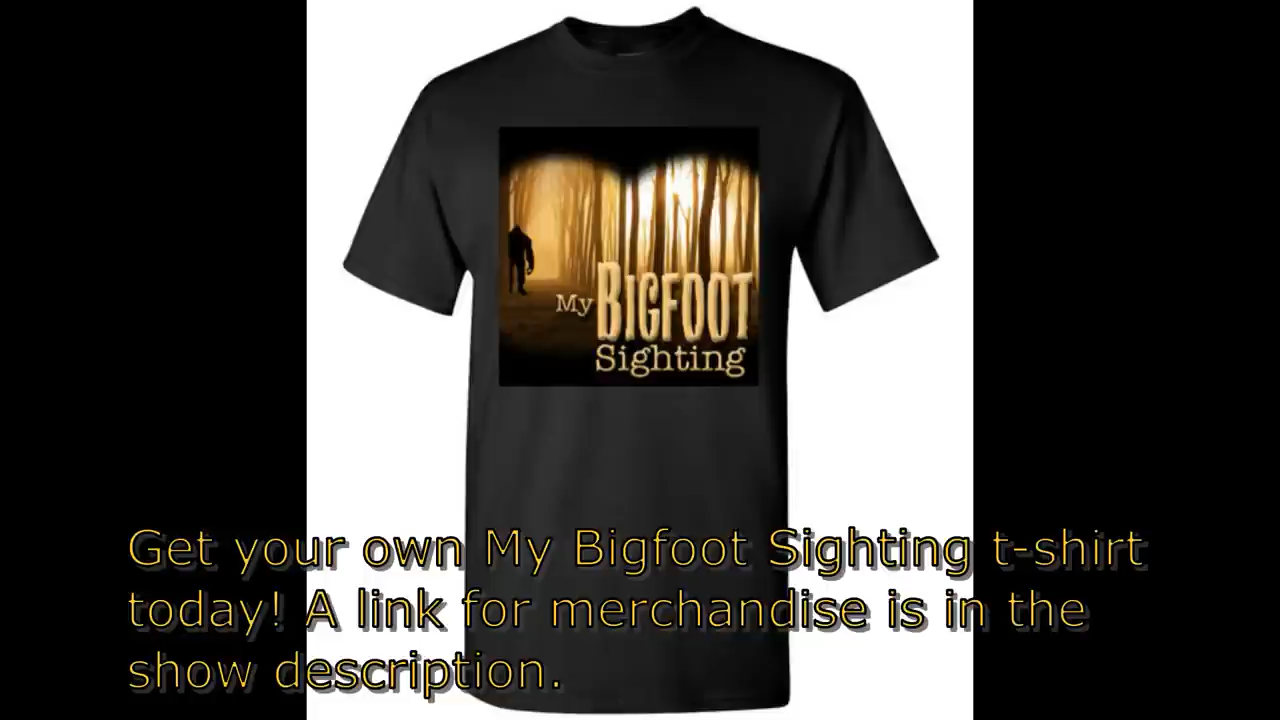 My BIGFOOT
Sighting
Get your own My Bigfoot Sighting t-shirt
today! A link for merchandise is in the
show description.